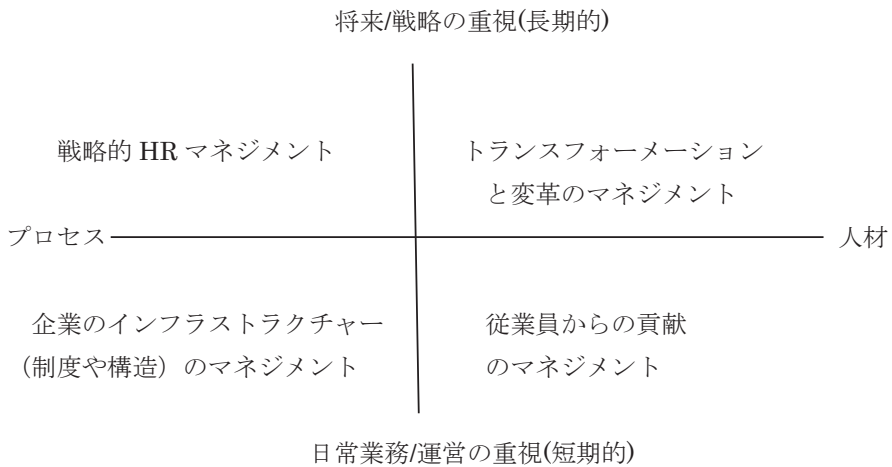 将来/戦略の重視(長期的)
戦略的 HR マネジメント
トランスフォーメーション
と変革のマネジメント
プロセス
人材
企業のインフラストラクチャー
（制度や構造）のマネジメント
従業員からの貢献
のマネジメント
日常業務/運営の重視(短期的)